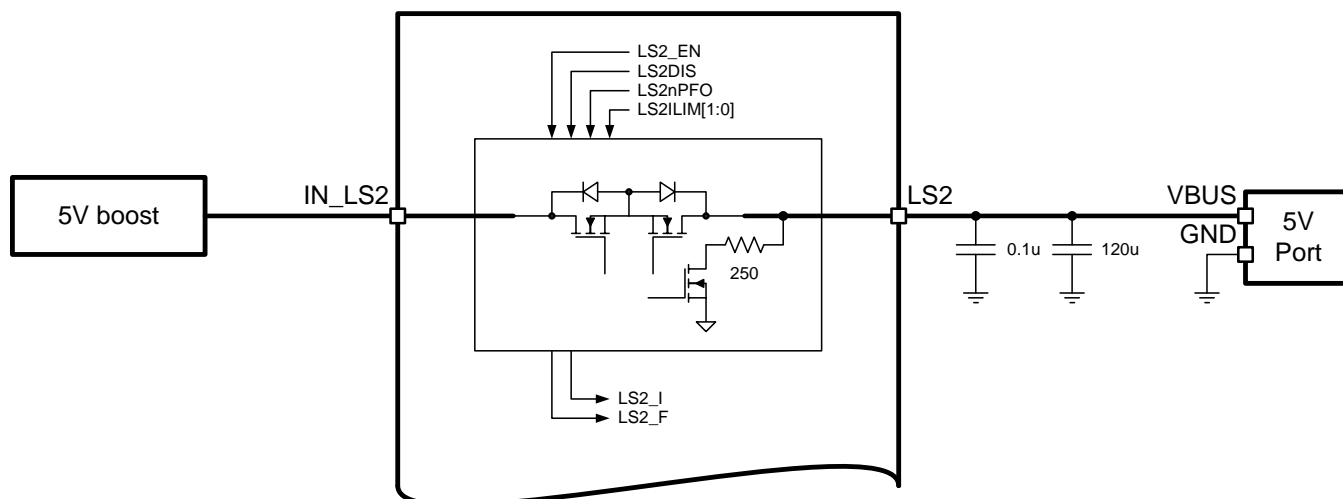 LS2_EN
LS2DIS
LS2nPFO
LS2ILIM[1:0]
5V boost
IN_LS2
LS2
VBUS
GND
5V
Port
250
0.1u
120u
LS2_I
LS2_F